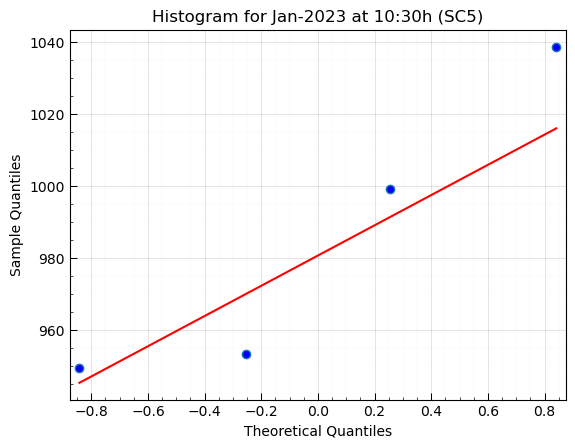 Histogram for Jan-2023 at 10:30h (SC5)
1040
1020
1000
980
960
Sample Quantiles
−0.8 −0.6 −0.4 −0.2 0.0 0.2 0.4 0.6 0.8
Theoretical Quantiles